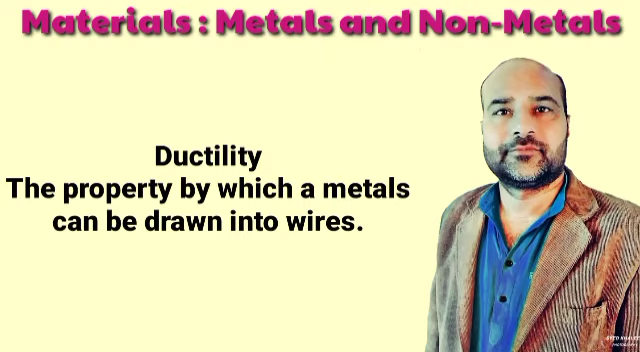 Materials : Metals and Non-Metals
Ductility
The property by which a metals
can be drawn into wires.